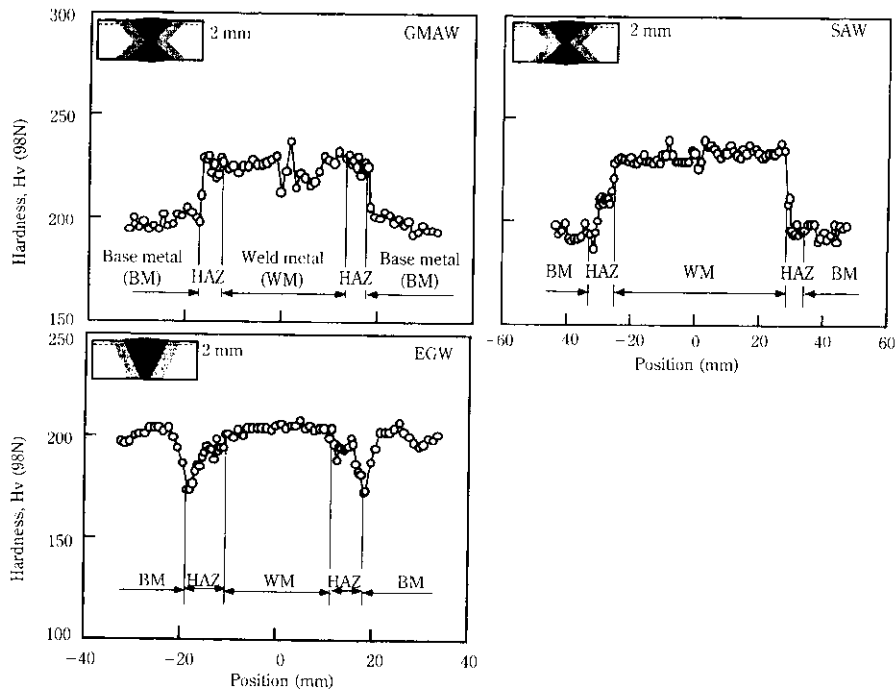 300
2 mm
GMAW
250
200
150
Hardness, Hv (98N)
Base metal
(BM)
HAZ
Weld metal
(WM)
HAZ
Base metal
(BM)
2 mm
SAW
BM
HAZ
WM
HAZ
BM
−60
−40
−20
0
20
40
60
Position (mm)
250
2 mm
EGW
200
150
100
Hardness, Hv (98N)
BM
HAZ
WM
HAZ
BM
−40
−20
0
20
40
Position (mm)